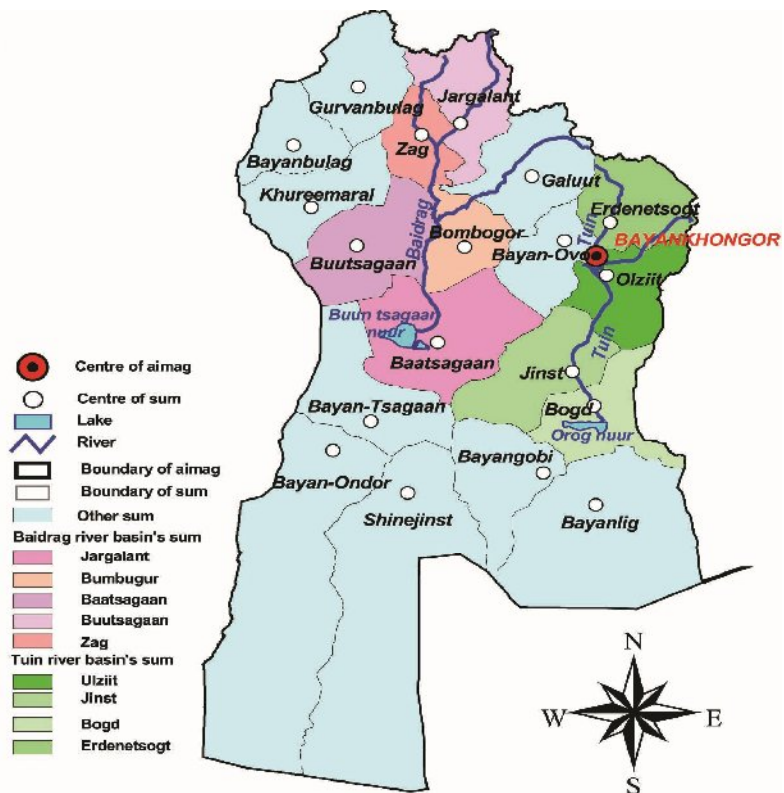 Gurvanbulag
Jargalant
Zag
Bayanbulag
Galuut
Khureemaral
Erdenetsogt
Baidrag
Tuin
Bombogor
BAYANKHONGOR
Buutsagaan
Bayan-Ovo
Olziit
Buun tsagaan
nuur
Baatsagaan
Tuin
Jinst
Bogd
Bayan-Tsagaan
Orog nuur
Bayan-Ondor
Bayangobi
Shinejinst
Bayanlig
Centre of aimag
Centre of sum
Lake
River
Boundary of aimag
Boundary of sum
Other sum
Baidrag river basin's sum
Jargalant
Bumbugur
Baatsagaan
Buutsagaan
Zag
Tuin river basin's sum
Ulziit
Jinst
Bogd
Erdenetsogt
N
W
E
S